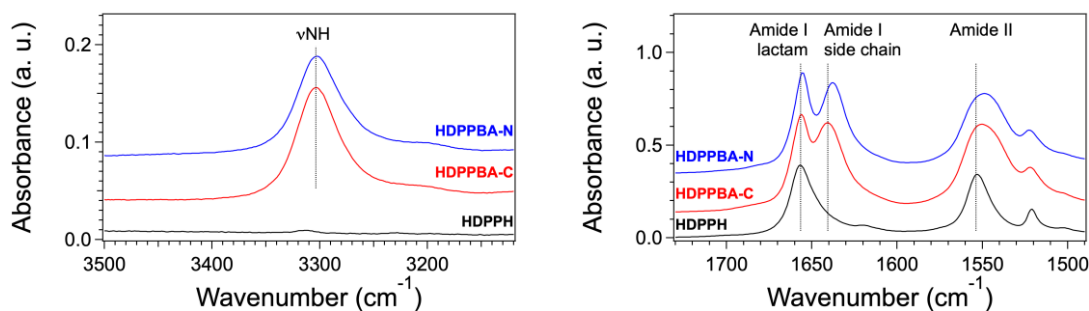 νNH
0.2
0.1
0.0
Absorbance (a. u.)
HDPPBA-N
HDPPBA-C
HDPPH
3500 3400 3300 3200
Wavenumber (cm⁻¹)
Amide I lactam
Amide I side chain
Amide II
1.0
0.5
0.0
Absorbance (a. u.)
HDPPBA-N
HDPPBA-C
HDPPH
1700 1650 1600 1550 1500
Wavenumber (cm⁻¹)